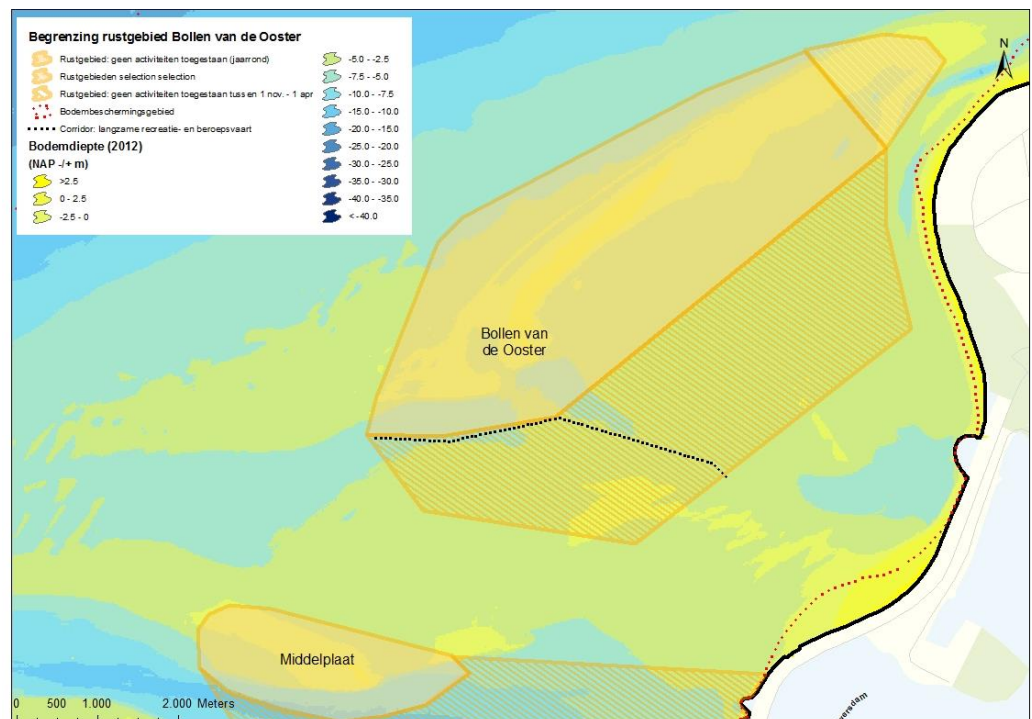 Begrenzing rustgebied Bollen van de Ooster
Rustgebied: geen activiteiten toegestaan (jaarrond)
Rustgebieden selection selection
Rustgebied: geen activiteiten toegestaan tussen 1 nov. - 1 apr
Bodembeschermingsgebied
Corridor: langzame recreatie- en beroepsvaart
Bodemdiepte (2012)
(NAP -/+ m)
>2.5
0 - 2.5
-2.5 - 0
-5.0 - -2.5
-7.5 - -5.0
-10.0 - -7.5
-15.0 - -10.0
-20.0 - -15.0
-25.0 - -20.0
-30.0 - -25.0
-35.0 - -30.0
-40.0 - -35.0
< -40.0
N
Bollen van
de Ooster
Middelplaat
0 500 1.000 2.000 Meters